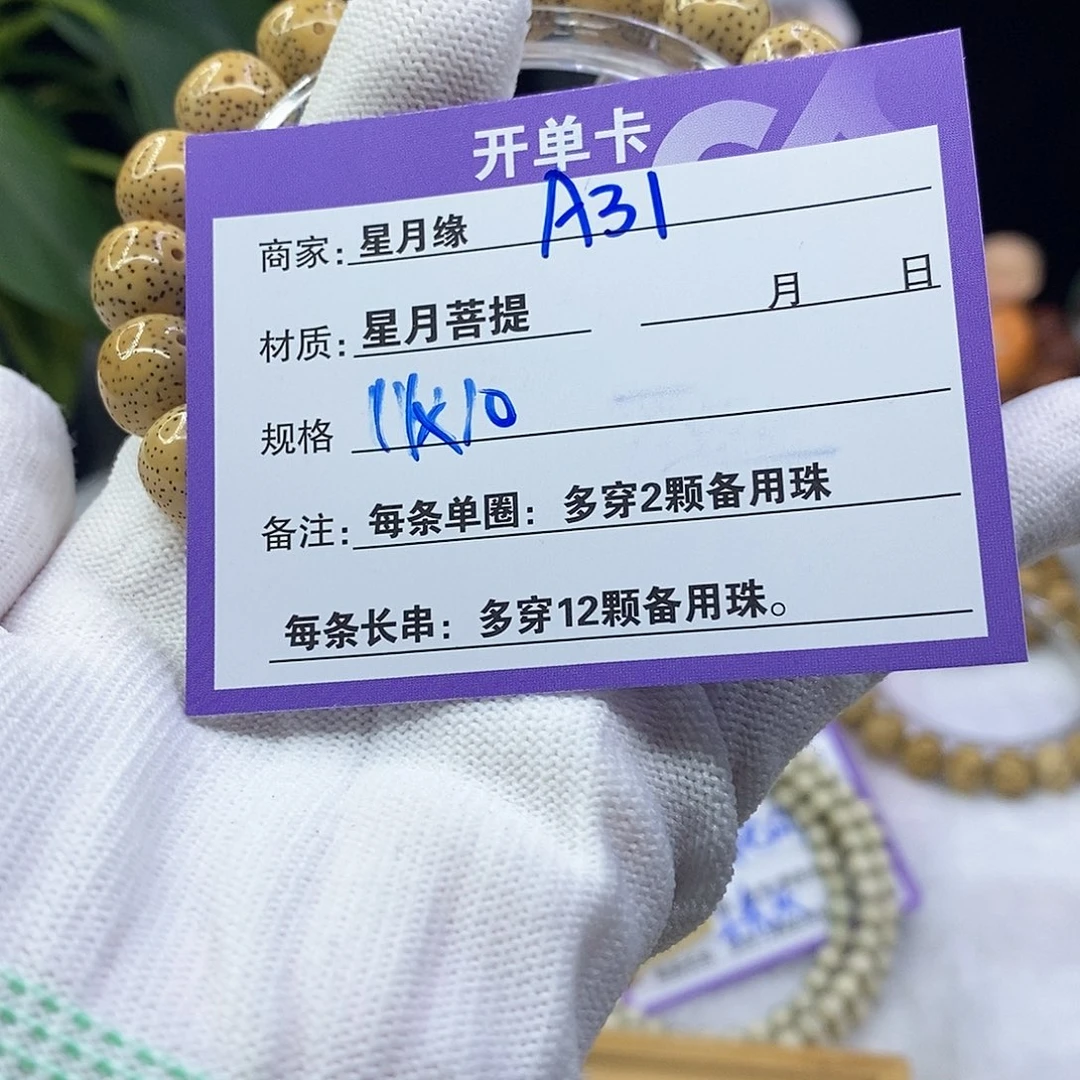 开单卡
商家：星月缘 A31
材质：星月菩提 月 日
规格 11x10
备注：每条单圈：多穿2颗备用珠
每条长串：多穿12颗备用珠。